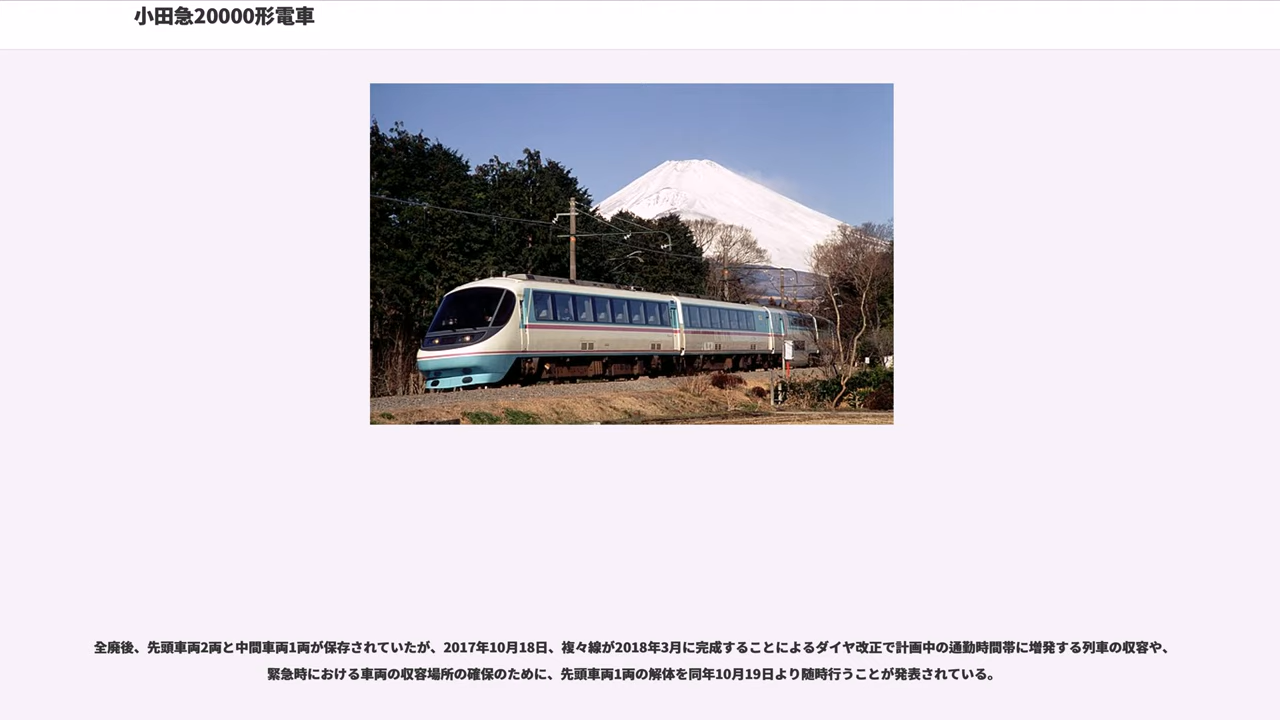 小田急20000形電車
全廃後、先頭車両2両と中間車両1両が保存されていたが、2017年10月18日、複々線が2018年3月に完成することによるダイヤ改正で計画中の通勤時間帯に増発する列車の収容や、
緊急時における車両の収容場所の確保のために、先頭車両1両の解体を同年10月19日より随時行うことが発表されている。